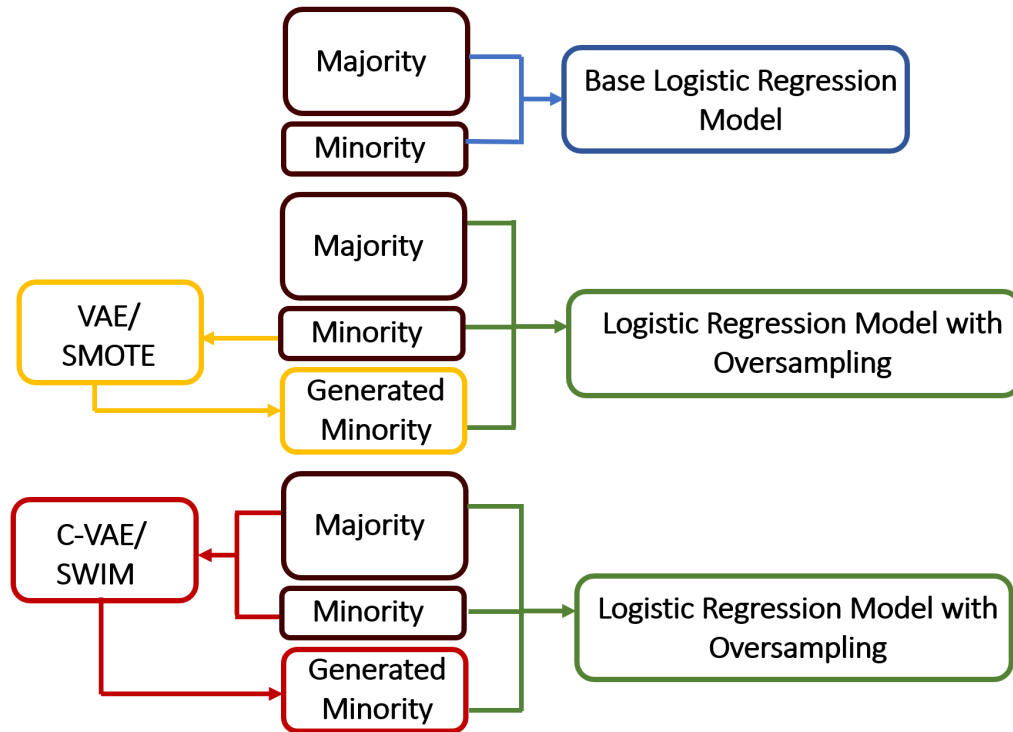 Majority
Base Logistic Regression
Model
Minority
Majority
VAE/
SMOTE
Minority
Logistic Regression Model with
Oversampling
Generated
Minority
Majority
C-VAE/
SWIM
Minority
Logistic Regression Model with
Oversampling
Generated
Minority